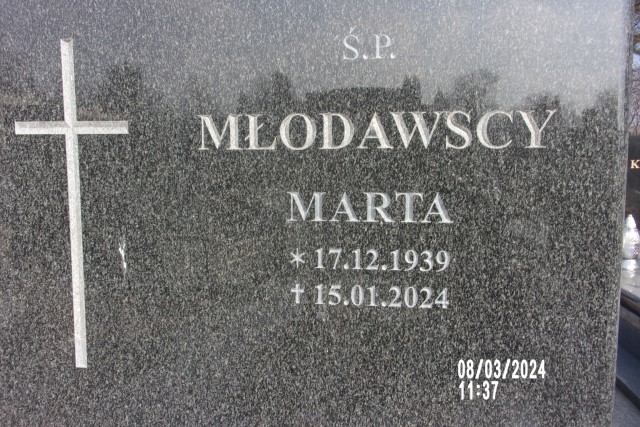 Ś.P.
MŁODAWSCY
MARTA
* 17.12.1939
✝ 15.01.2024
K
08/03/2024
11:37